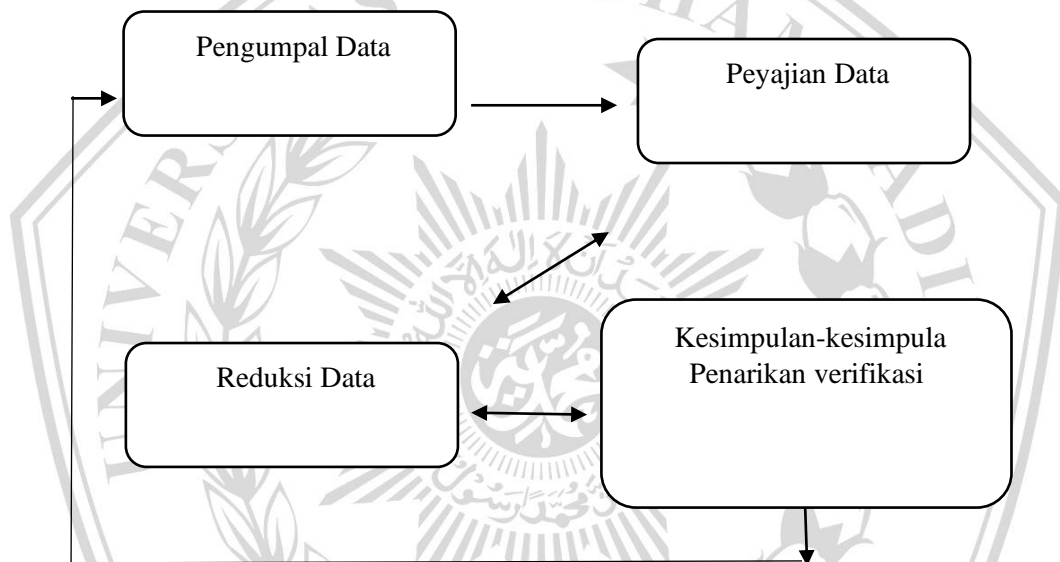 Pengumpal Data
Peyajian Data
Reduksi Data
Kesimpulan-kesimpula
Penarikan verifikasi